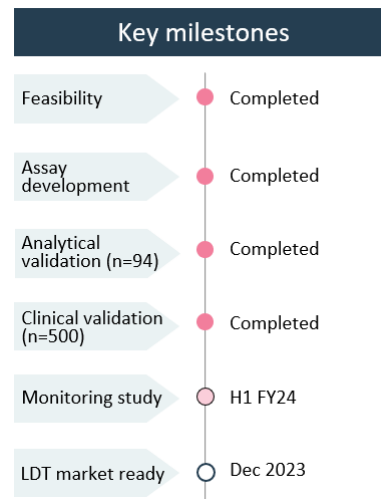 Key milestones
Feasibility
Completed
Assay
development
Completed
Analytical
validation (n=94)
Completed
Clinical validation
(n=500)
Completed
Monitoring study
H1 FY24
LDT market ready
Dec 2023